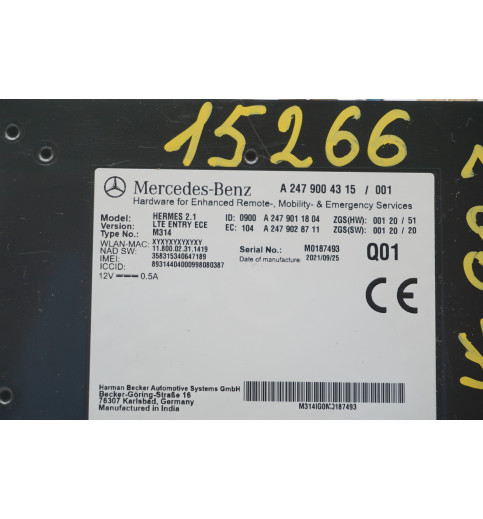 15266
Mercedes-Benz A 247 900 43 15 / 001
Hardware for Enhanced Remote-, Mobility- & Emergency Services
Model: HERMES 2.1 ID: 0900 A 247 901 18 04 ZGS(HW): 001 20 / 51
Version: LTE ENTRY ECE EC: 104 A 247 902 87 11 ZGS(SW): 001 20 / 20
Type No.: M314
WLAN-MAC: XYXYXYXYXYXY Serial No.: M0187493 Q01
NAD SW: 11.800.02.31.1419 Date of manufacture: 2021/09/25
IMEI: 358315340647189
ICCID: 89314404000998080387
12V 0.5A
CE
Harman Becker Automotive Systems GmbH
Becker-Göring-Straße 16
76307 Karlsbad, Germany
Manufactured in India
M314IG0M0187493